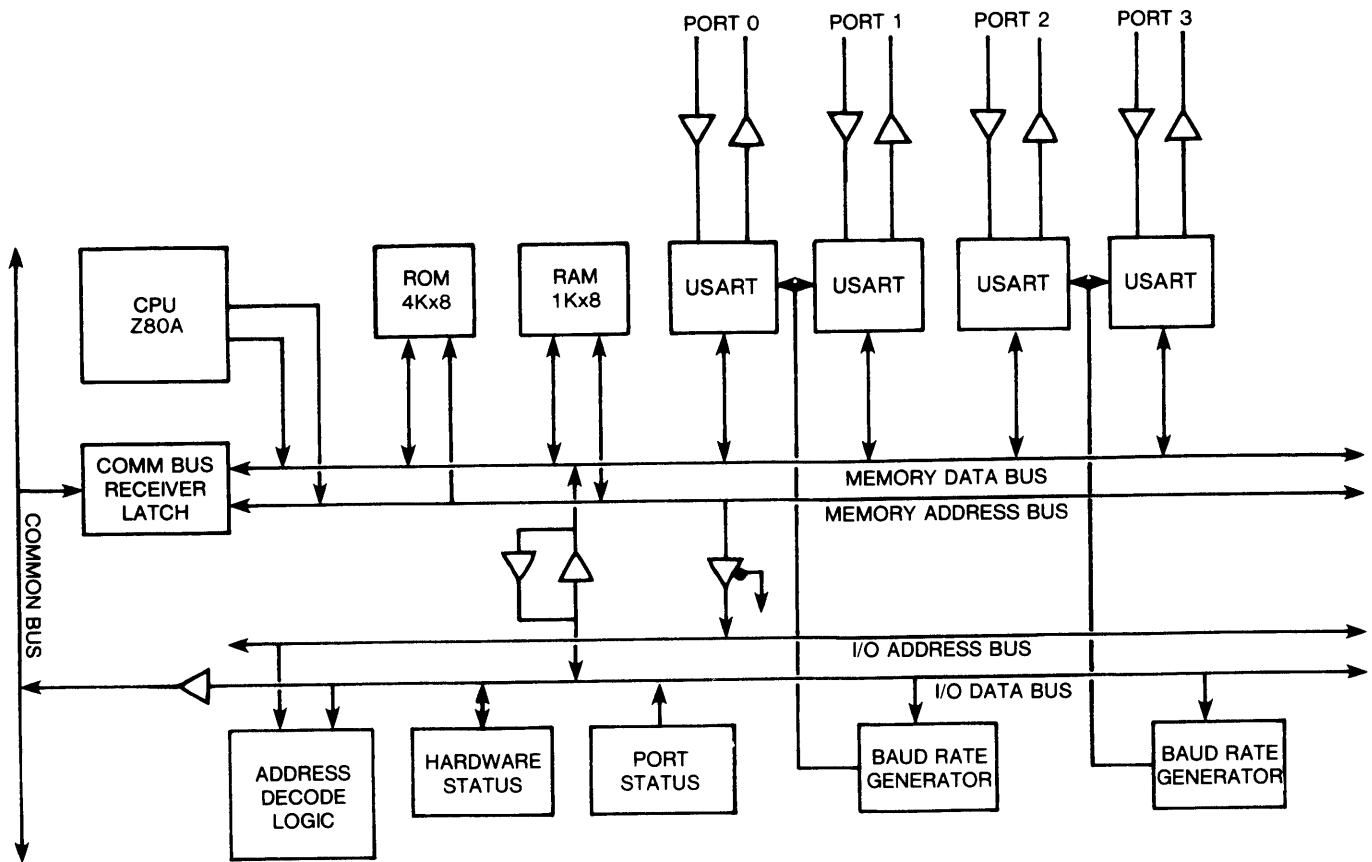 PORT 0
PORT 1
PORT 2
PORT 3
CPU
Z80A
ROM
4Kx8
RAM
1Kx8
USART
USART
USART
USART
COMM BUS
RECEIVER
LATCH
MEMORY DATA BUS
MEMORY ADDRESS BUS
COMMON BUS
I/O ADDRESS BUS
I/O DATA BUS
ADDRESS
DECODE
LOGIC
HARDWARE
STATUS
PORT
STATUS
BAUD RATE
GENERATOR
BAUD RATE
GENERATOR